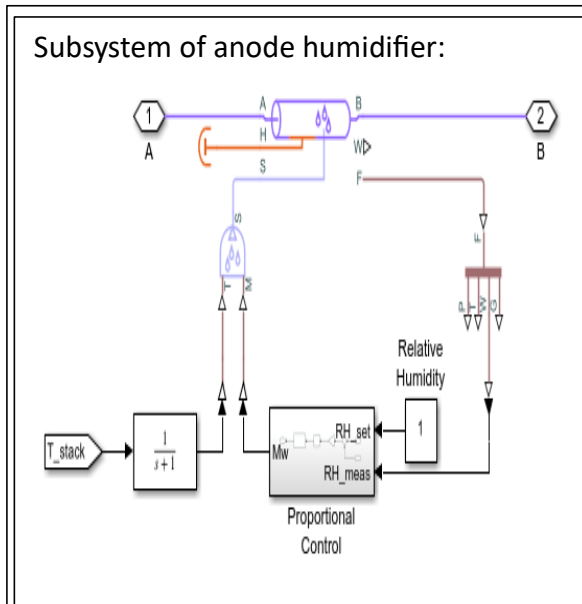 Subsystem of anode humidifier:
1
A
A
B
H
S
W
F
2
B
S
T
M
F
P
T
W
G
Relative
Humidity
T_stack
1
s+1
Mw
RH_set
RH_meas
1
Proportional
Control